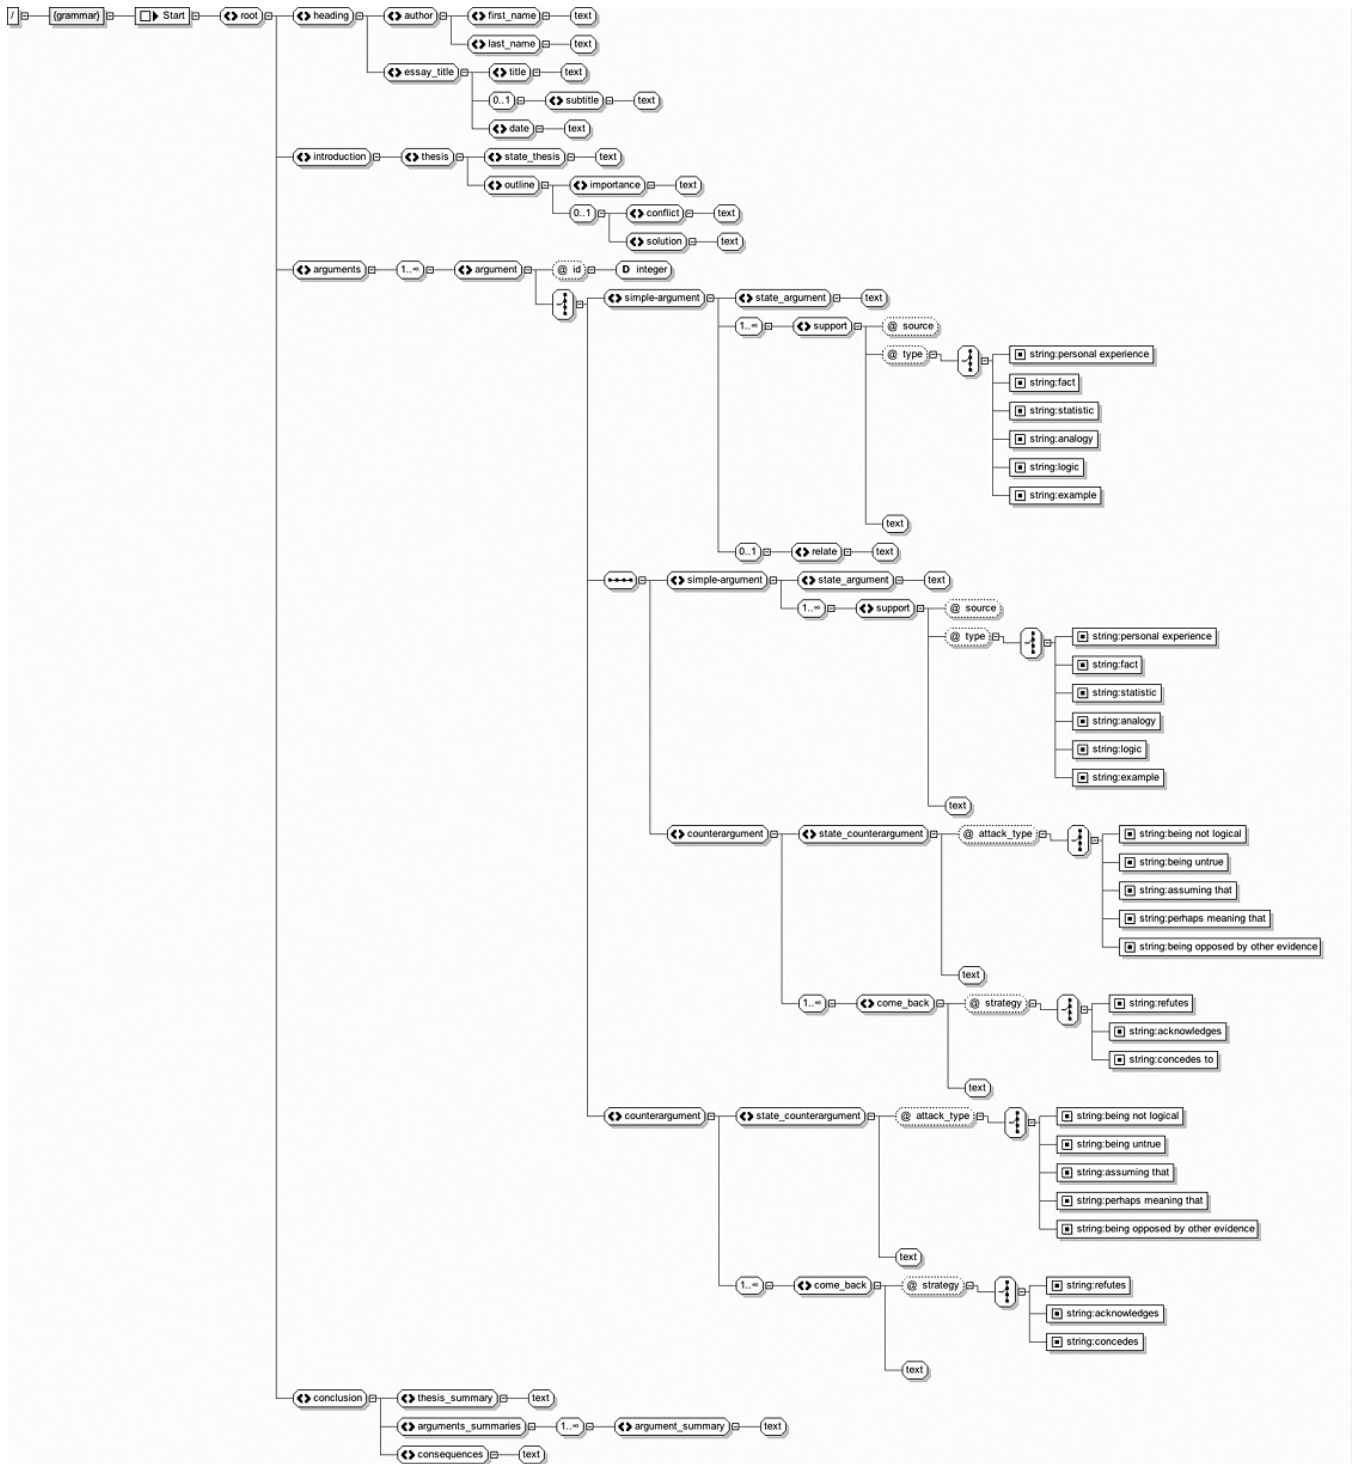 / {grammar} Start root heading author first_name text
last_name text
essay_title title text
0..1 subtitle text
date text
introduction thesis state_thesis text
outline importance text
0..1 conflict text
solution text
arguments 1..∞ argument @ id D integer
simple-argument state_argument text
1..∞ support @ source
@ type string:personal experience
string:fact
string:statistic
string:analogy
string:logic
string:example
text
0..1 relate text
simple-argument state_argument text
1..∞ support @ source
@ type string:personal experience
string:fact
string:statistic
string:analogy
string:logic
string:example
text
counterargument state_counterargument @ attack_type string:being not logical
string:being untrue
string:assuming that
string:perhaps meaning that
string:being opposed by other evidence
text
1..∞ come_back @ strategy string:refutes
string:acknowledges
string:concedes to
text
counterargument state_counterargument @ attack_type string:being not logical
string:being untrue
string:assuming that
string:perhaps meaning that
string:being opposed by other evidence
text
1..∞ come_back @ strategy string:refutes
string:acknowledges
string:concedes
text
conclusion thesis_summary text
arguments_summaries 1..∞ argument_summary text
consequences text